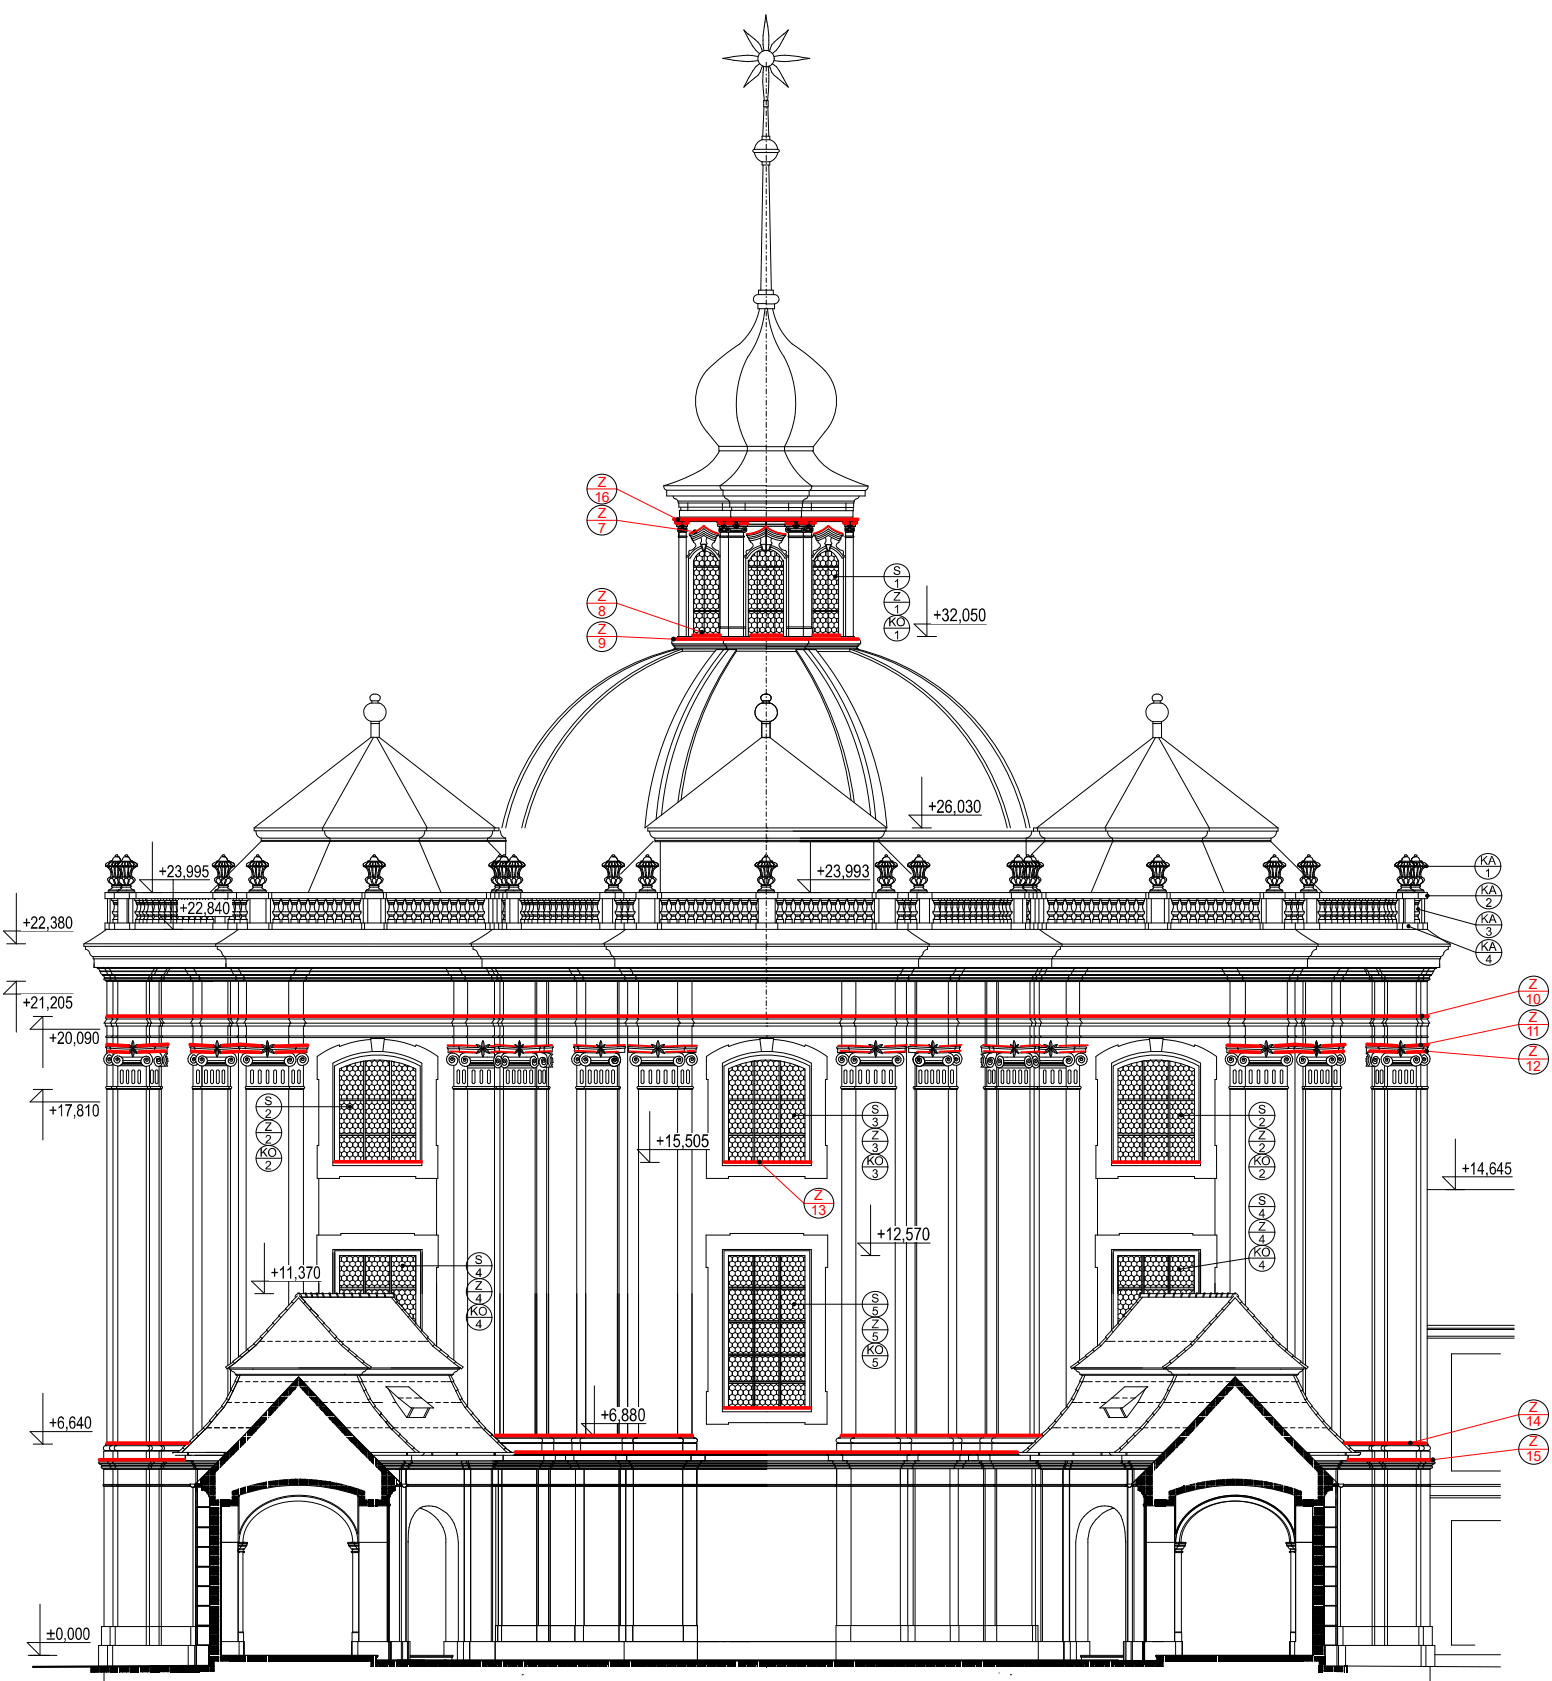 Z
16
Z
7
S
1
Z
1
KO
1
Z
8
Z
9
+32,050
+26,030
+23,995
+23,993
KA
1
+22,840
KA
2
+22,380
KA
3
KA
4
+21,205
Z
10
+20,090
Z
11
Z
12
+17,810
S
2
Z
2
KO
2
S
3
Z
3
KO
3
S
2
Z
2
KO
2
+15,505
+14,645
Z
13
+12,570
S
4
Z
4
KO
4
+11,370
S
4
Z
4
KO
4
S
5
Z
5
KO
5
+6,880
+6,640
Z
14
Z
15
±0,000